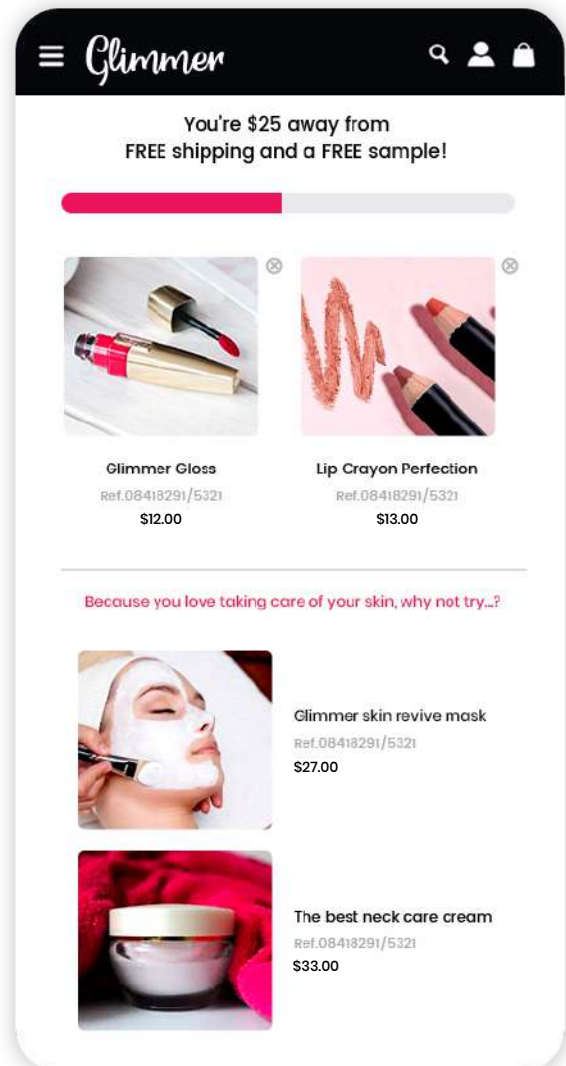 Glimmer
You're $25 away from
FREE shipping and a FREE sample!
Glimmer Gloss
Ref.08418291/5321
$12.00
Lip Crayon Perfection
Ref.08418291/5321
$13.00
Because you love taking care of your skin, why not try...?
Glimmer skin revive mask
Ref.08418291/5321
$27.00
The best neck care cream
Ref.08418291/5321
$33.00